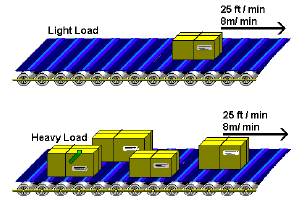 Light Load
25 ft / min
8m/ min
Heavy Load
25 ft / min
8m/ min